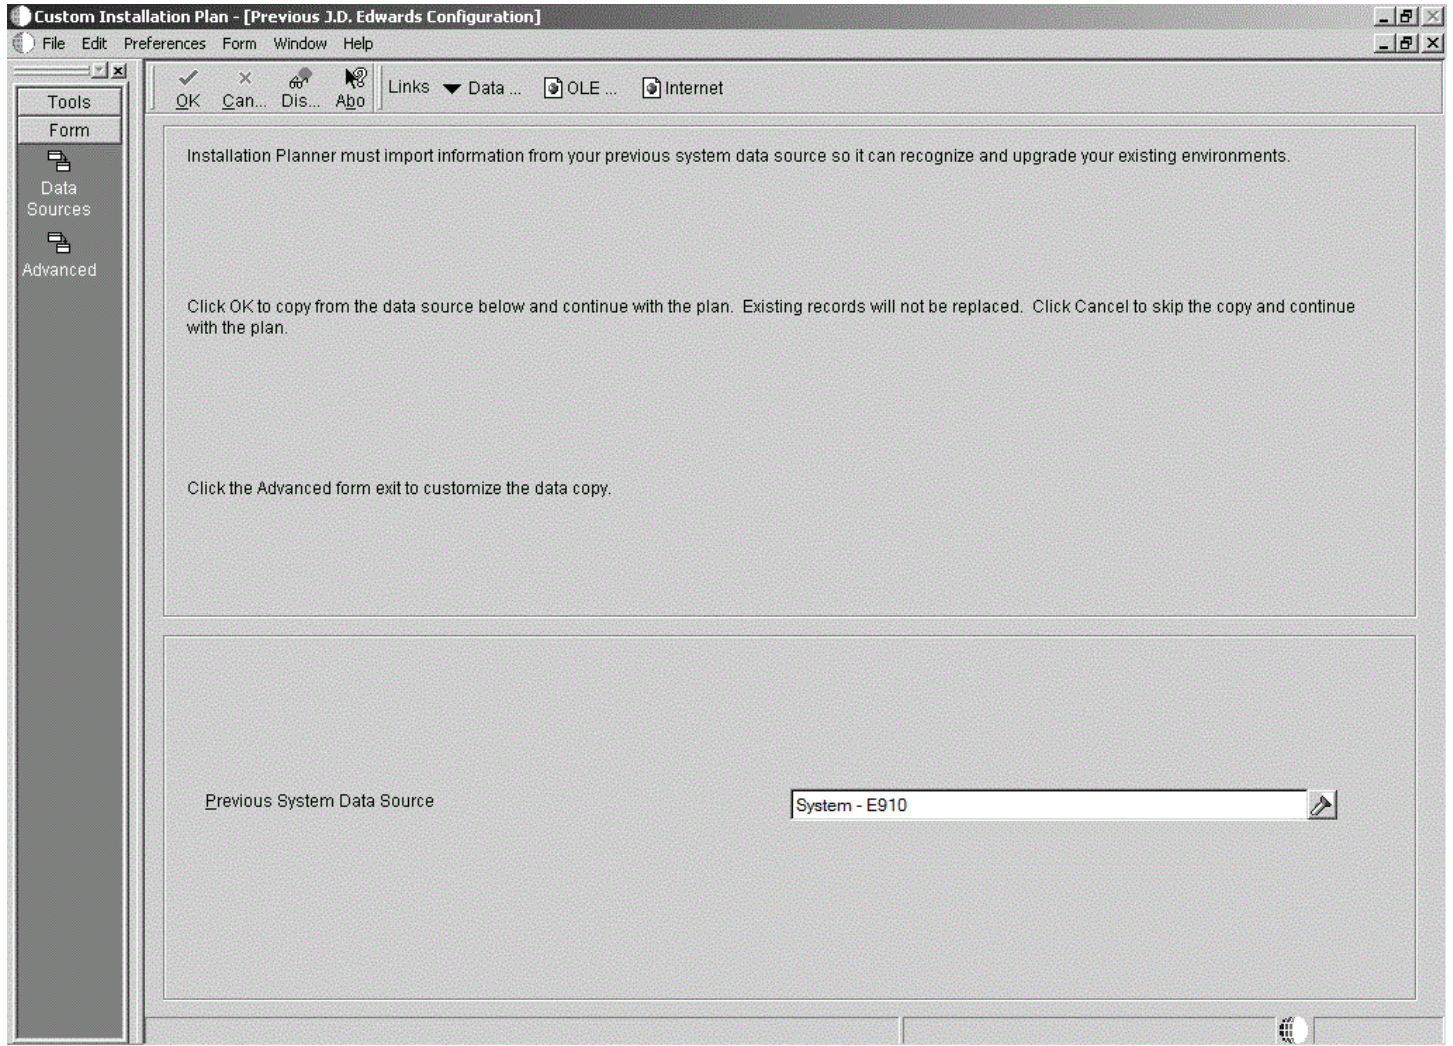 Custom Installation Plan - [Previous J.D. Edwards Configuration]
File Edit Preferences Form Window Help
Tools
Form
Data
Sources
Advanced
OK Can... Dis... Abo Links Data ... OLE ... Internet
Installation Planner must import information from your previous system data source so it can recognize and upgrade your existing environments.
Click OK to copy from the data source below and continue with the plan. Existing records will not be replaced. Click Cancel to skip the copy and continue
with the plan.
Click the Advanced form exit to customize the data copy.
Previous System Data Source System - E910